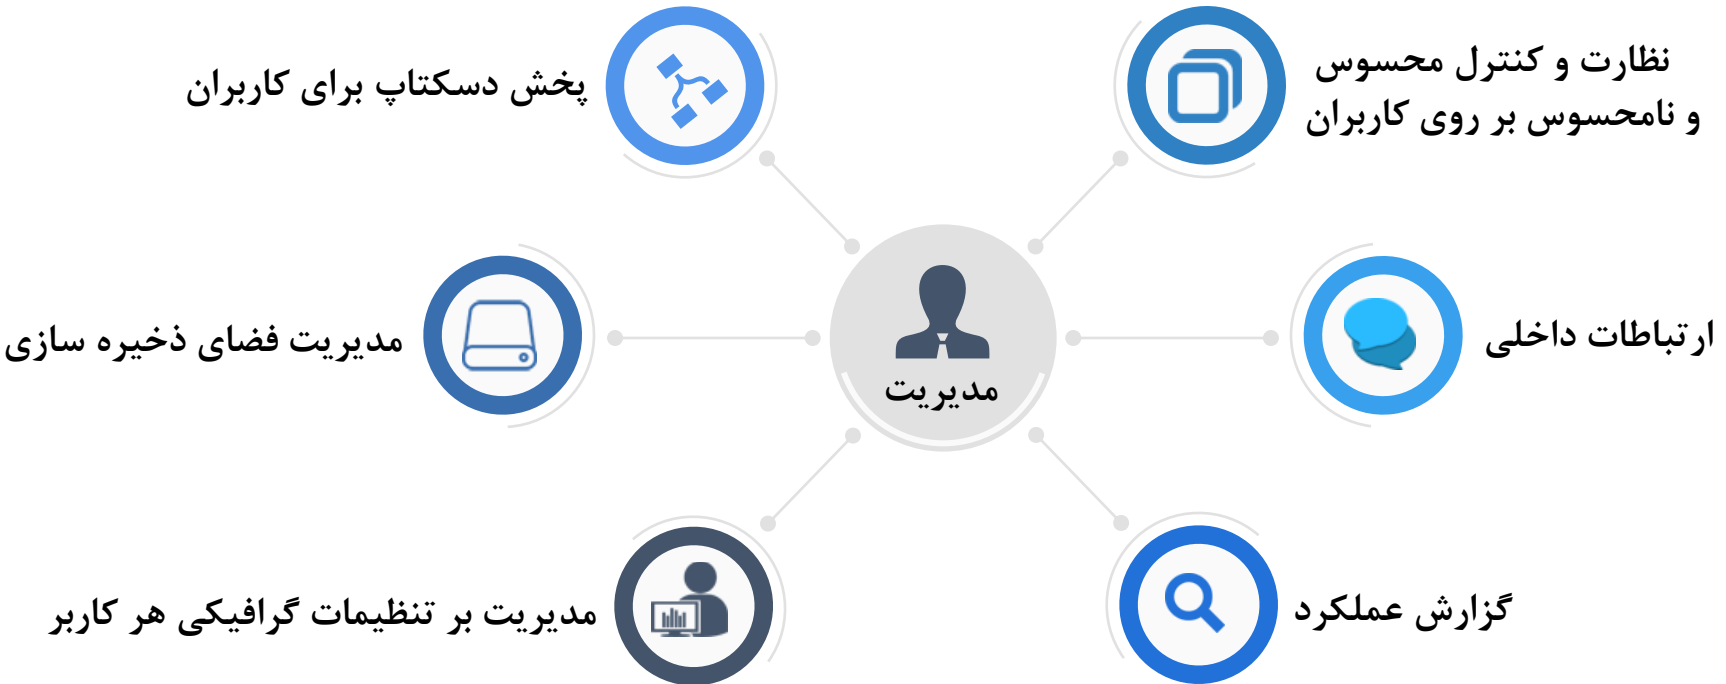 نظارت و کنترل محسوس
و نامحسوس بر روی کاربران
پخش دسکتاپ برای کاربران
ارتباطات داخلی
مدیریت
مدیریت فضای ذخیره سازی
گزارش عملکرد
مدیریت بر تنظیمات گرافیکی هر کاربر